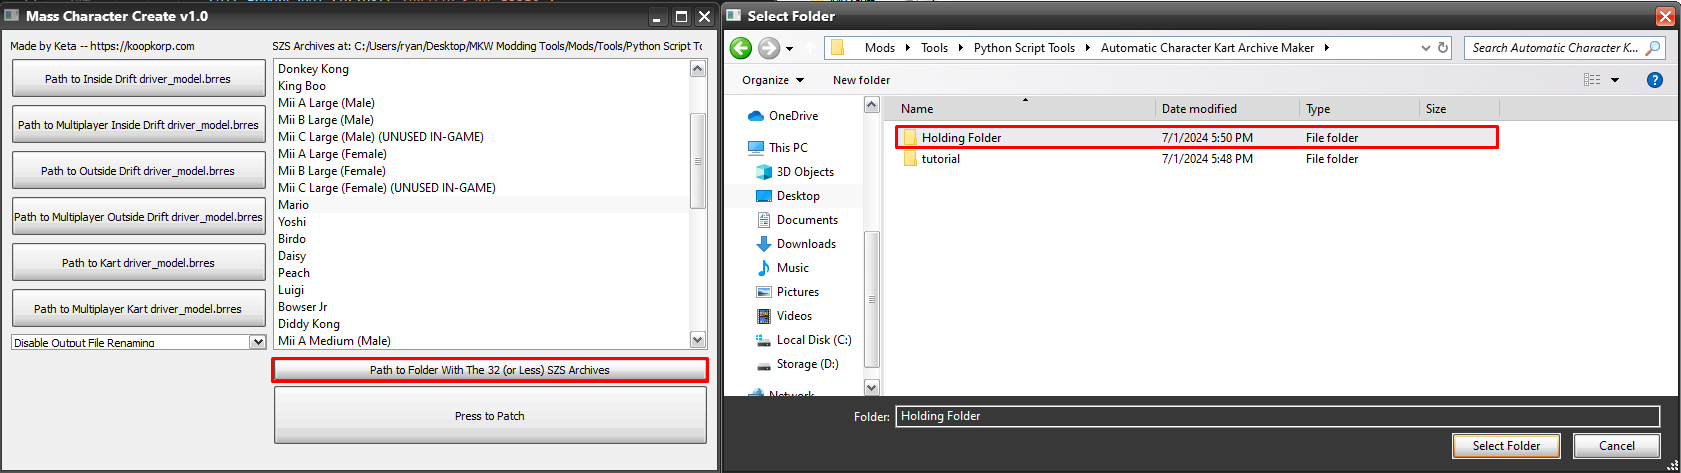 Mass Character Create v1.0
Made by Keta -- https://koopkorp.com
SZS Archives at: C:/Users/ryan/Desktop/MKW Modding Tools/Mods/Tools/Python Script To
Path to Inside Drift driver_model.brres
Path to Multiplayer Inside Drift driver_model.brres
Path to Outside Drift driver_model.brres
Path to Multiplayer Outside Drift driver_model.brres
Path to Kart driver_model.brres
Path to Multiplayer Kart driver_model.brres
Disable Output File Renaming
Donkey Kong
King Boo
Mii A Large (Male)
Mii B Large (Male)
Mii C Large (Male) (UNUSED IN-GAME)
Mii A Large (Female)
Mii B Large (Female)
Mii C Large (Female) (UNUSED IN-GAME)
Mario
Yoshi
Birdo
Daisy
Peach
Luigi
Bowser Jr
Diddy Kong
Mii A Medium (Male)
Path to Folder With The 32 (or Less) SZS Archives
Press to Patch
Select Folder
Mods Tools Python Script Tools Automatic Character Kart Archive Maker
Search Automatic Character K...
Organize New folder
Name Date modified Type Size
Holding Folder 7/1/2024 5:50 PM File folder
tutorial 7/1/2024 5:48 PM File folder
OneDrive
This PC
3D Objects
Desktop
Documents
Downloads
Music
Pictures
Videos
Local Disk (C:)
Storage (D:)
Network
Folder: Holding Folder
Select Folder Cancel